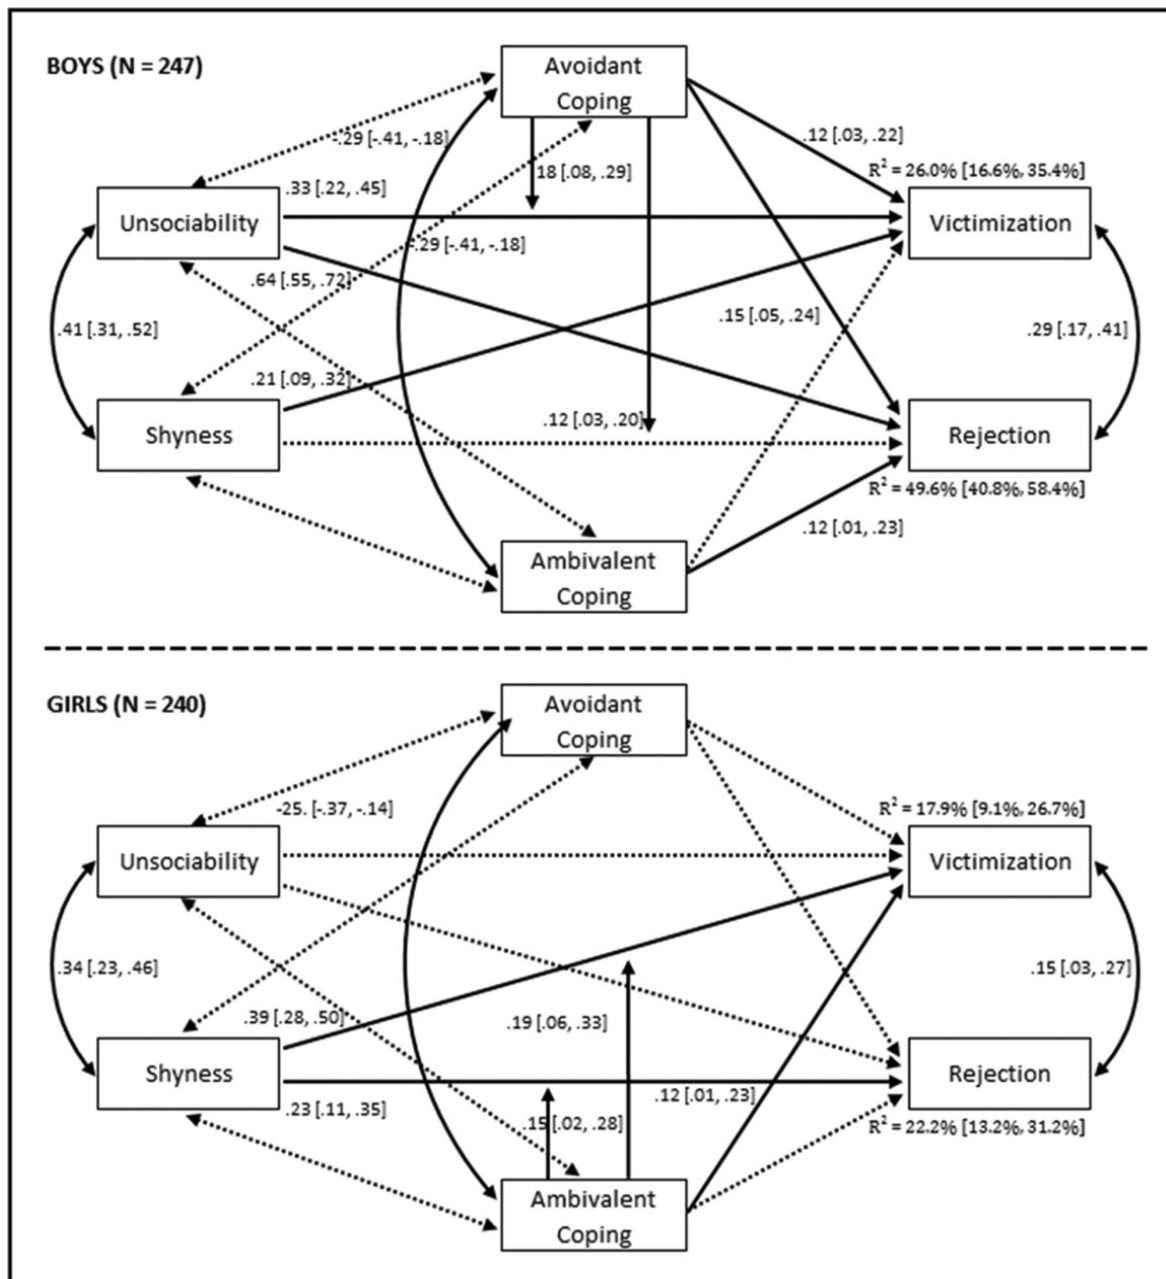 BOYS (N = 247)
Avoidant
Coping
-.29 [-.41, -.18]
.12 [.03, .22]
R² = 26.0% [16.6%, 35.4%]
.33 [.22, .45]
18 [.08, .29]
Unsociability
Victimization
-.29 [-.41, -.18]
.64 [.55, .72]
.15 [.05, .24]
.41 [.31, .52]
.29 [.17, .41]
.21 [.09, .32]
.12 [.03, .20]
Shyness
Rejection
R² = 49.6% [40.8%, 58.4%]
.12 [.01, .23]
Ambivalent
Coping
GIRLS (N = 240)
Avoidant
Coping
-25. [-.37, -.14]
R² = 17.9% [9.1%, 26.7%]
Unsociability
Victimization
.34 [.23, .46]
.15 [.03, .27]
.39 [.28, .50]
.19 [.06, .33]
Shyness
Rejection
.23 [.11, .35]
.15 [.02, .28]
.12 [.01, .23]
R² = 22.2% [13.2%, 31.2%]
Ambivalent
Coping